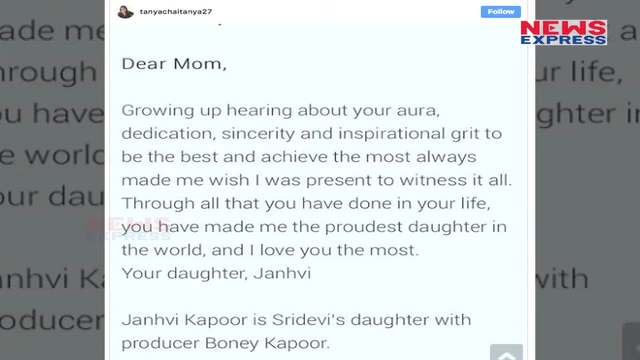 tanyachaitanya27
Follow
NEWS
EXPRESS
Dear Mom,
Growing up hearing about your aura,
dedication, sincerity and inspirational grit to
be the best and achieve the most always
made me wish I was present to witness it all.
Through all that you have done in your life,
you have made me the proudest daughter in
the world, and I love you the most.
Your daughter, Janhvi
Janhvi Kapoor is Sridevi's daughter with
producer Boney Kapoor.
NEWS
EXPRESS